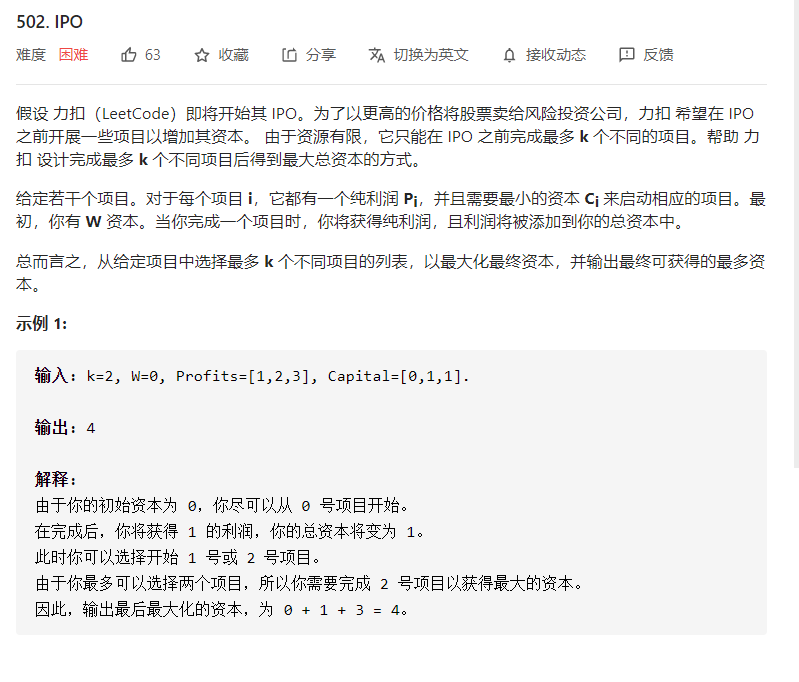 502. IPO
难度 困难 63 收藏 分享 切换为英文 接收动态 反馈
假设 力扣（LeetCode）即将开始其 IPO。为了以更高的价格将股票卖给风险投资公司，力扣 希望在 IPO
之前开展一些项目以增加其资本。 由于资源有限，它只能在 IPO 之前完成最多 k 个不同的项目。帮助 力
扣 设计完成最多 k 个不同项目后得到最大总资本的方式。
给定若干个项目。对于每个项目 i，它都有一个纯利润 Pi，并且需要最小的资本 Ci 来启动相应的项目。最
初，你有 W 资本。当你完成一个项目时，你将获得纯利润，且利润将被添加到你的总资本中。
总而言之，从给定项目中选择最多 k 个不同项目的列表，以最大化最终资本，并输出最终可获得的最多资
本。
示例 1:
输入: k=2, W=0, Profits=[1,2,3], Capital=[0,1,1].
输出: 4
解释:
由于你的初始资本为 0，你尽可以从 0 号项目开始。
在完成后，你将获得 1 的利润，你的总资本将变为 1。
此时你可以选择开始 1 号或 2 号项目。
由于你最多可以选择两个项目，所以你需要完成 2 号项目以获得最大的资本。
因此，输出最后最大化的资本，为 0 + 1 + 3 = 4。